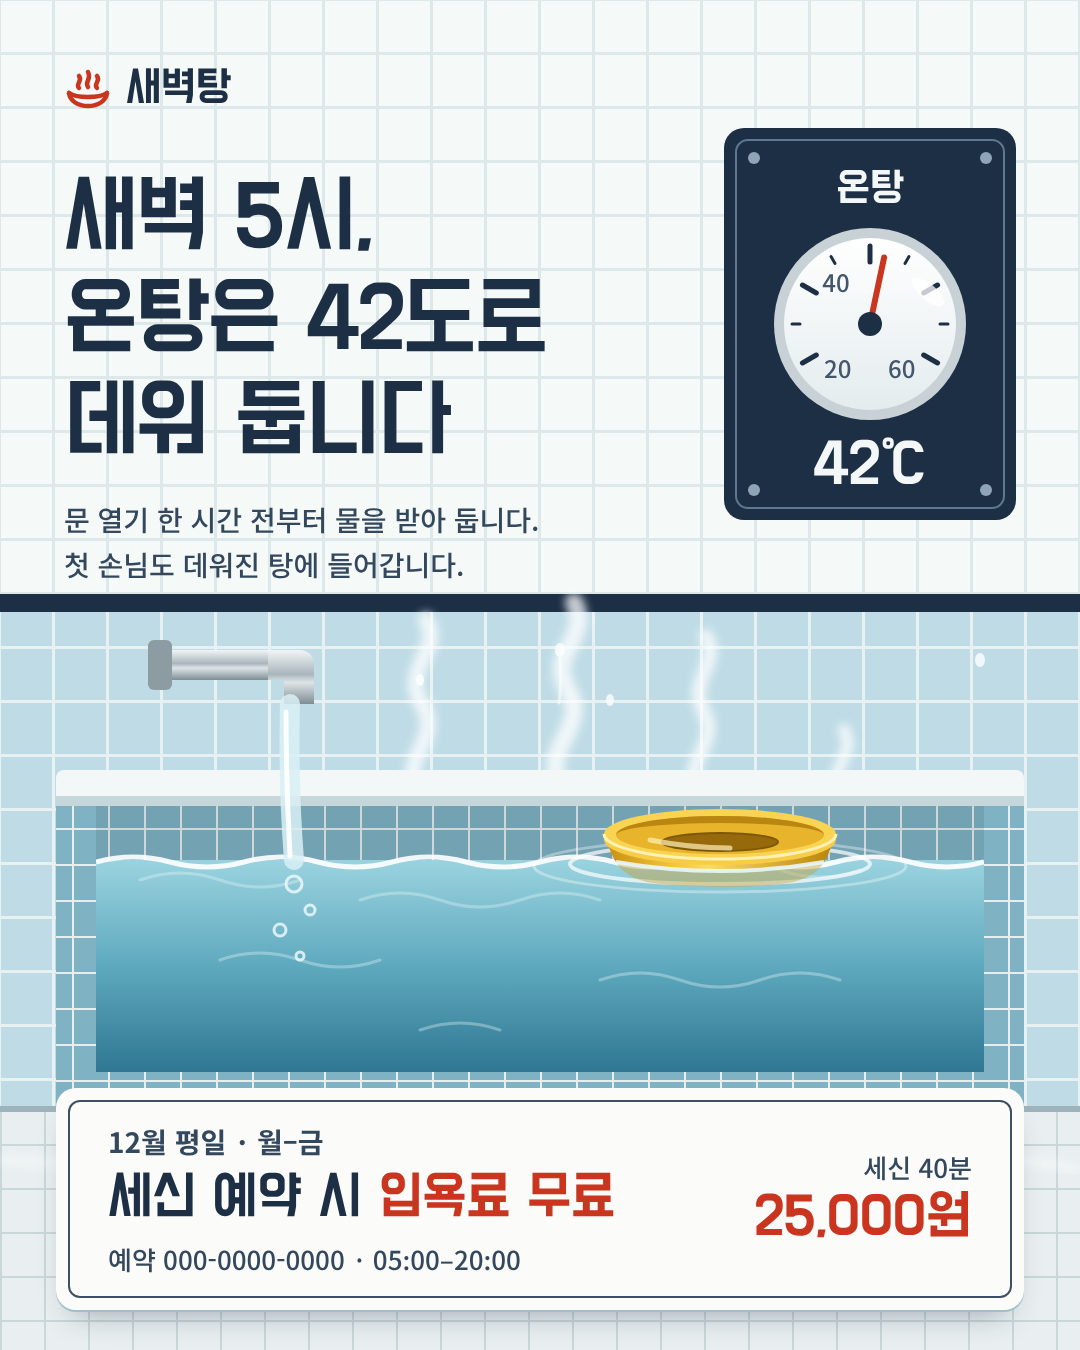 새벽탕
새벽 5시,
온탕은 42도로
데워 둡니다
문 열기 한 시간 전부터 물을 받아 둡니다.
첫 손님도 데워진 탕에 들어갑니다.
온탕
40
20 60
42℃
12월 평일 · 월–금
세신 예약 시 입욕료 무료
예약 000-0000-0000 · 05:00–20:00
세신 40분
25,000원